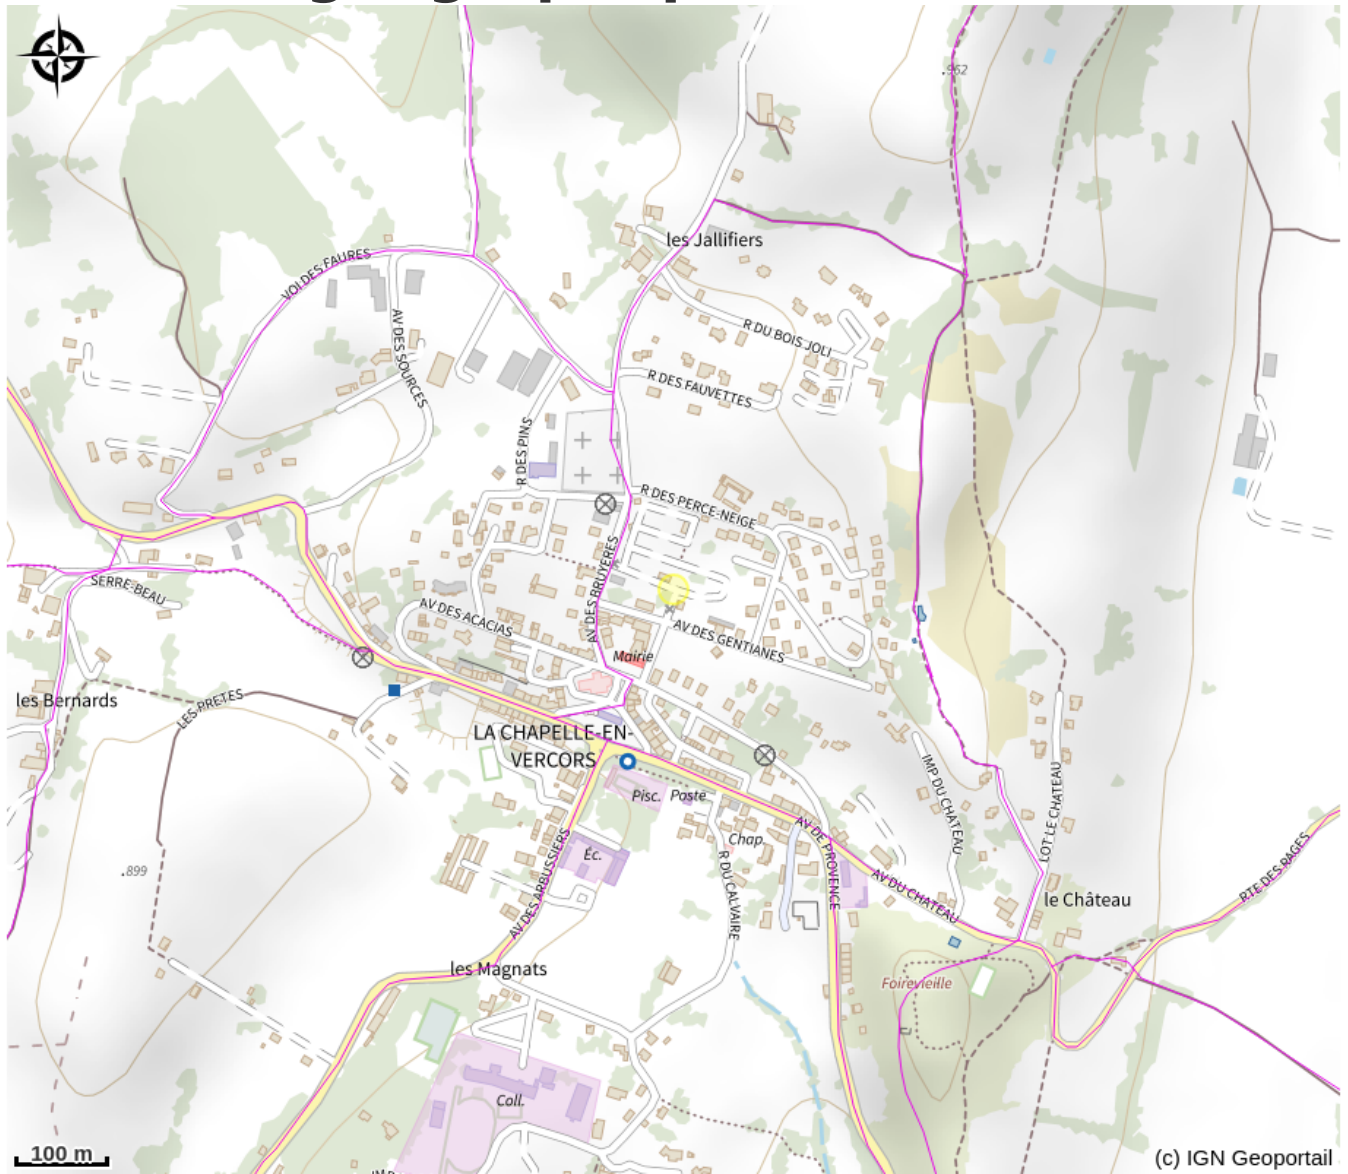 .952
les Jallifiers
VOI DES FAURES
AV DES SOURCES
R DU BOIS JOLI
R DES FAUVETTES
R DES PINS
R DES PERCE-NEIGE
AV DES BRUYERES
SERRE-BEAU
AV DES ACACIAS
AV DES GENTIANES
Mairie
les Bernards
LES PRETES
LA CHAPELLE-EN-
VERCORS
Pisc.
Poste
IMP DU CHATEAU
LOT LE CHATEAU
Chap.
AV DE PROVENCE
Éc.
AV DES ARBUSSIERS
R DU CALVAIRE
.899
AV DU CHATEAU
RTE DES RAGES
le Château
les Magnats
Foirevieille
Coll.
100 m
(c) IGN Geoportail